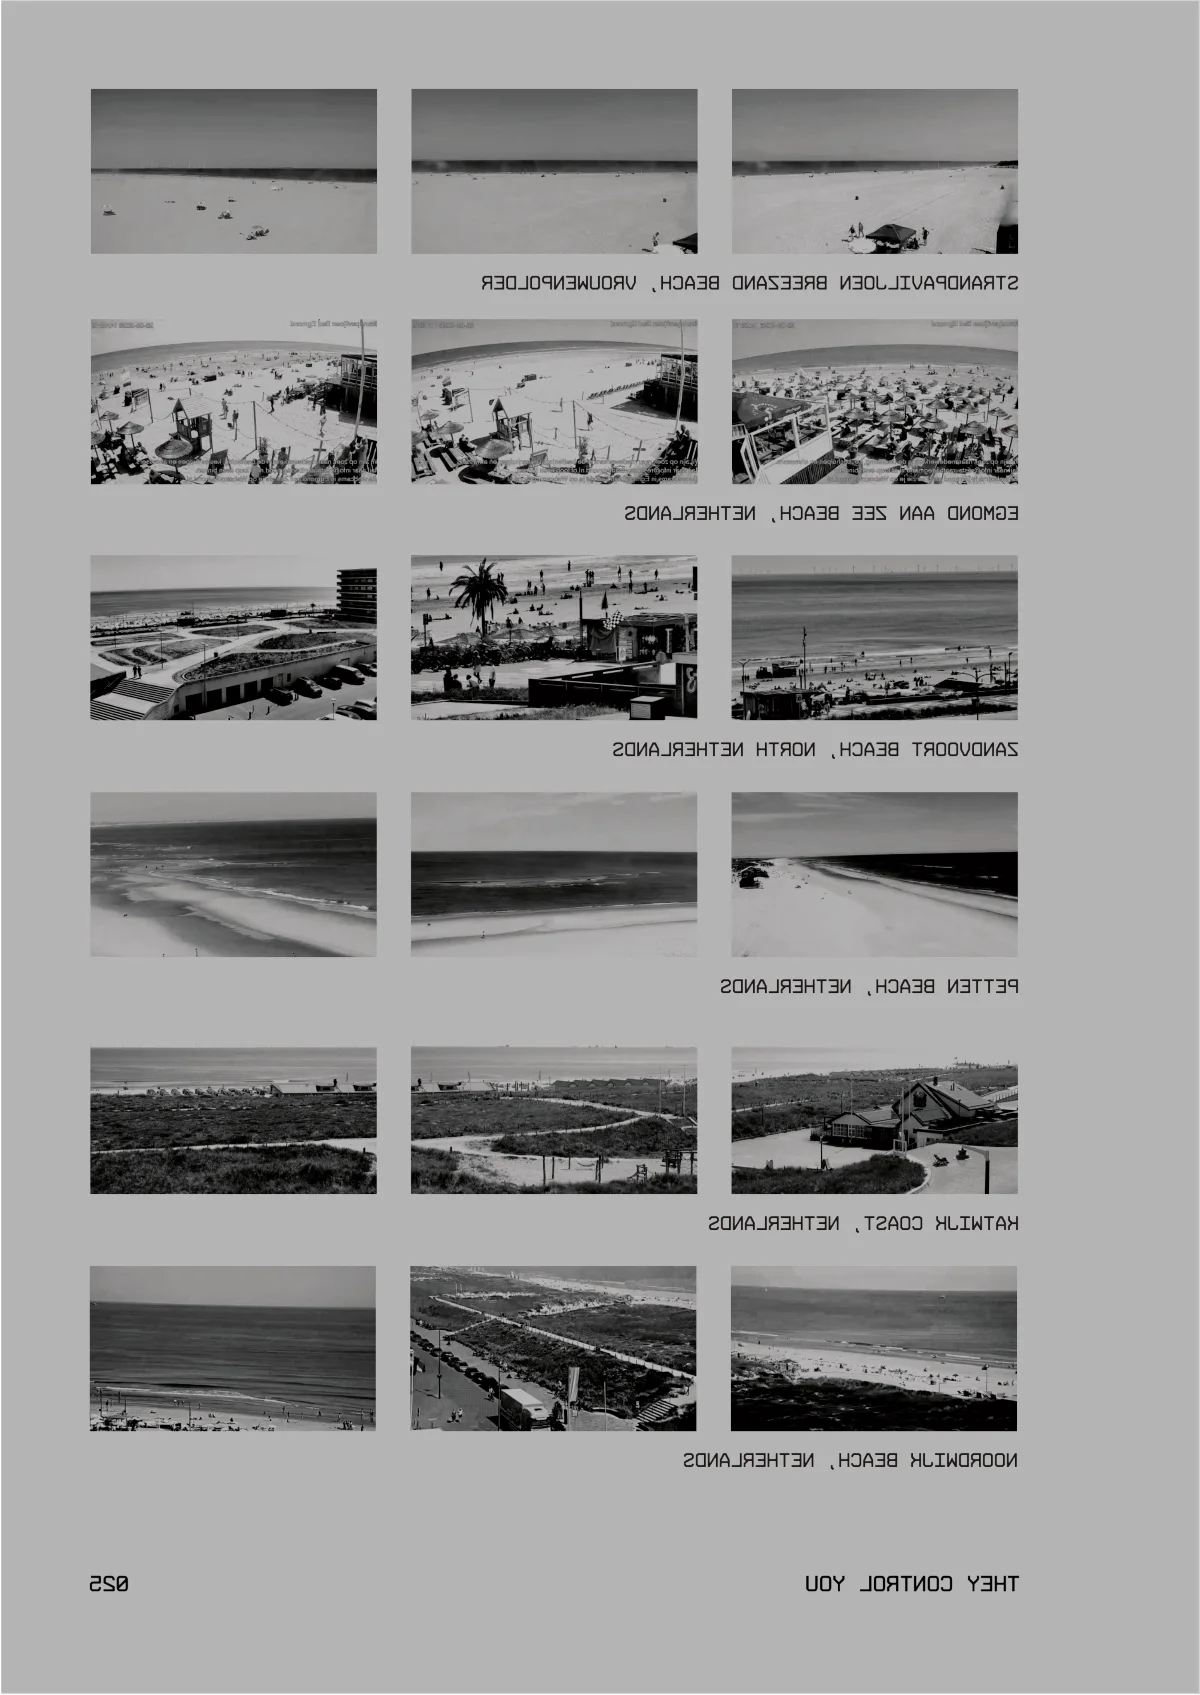 STRANDPAVILJOEN BREEZAND BEACH, VROUWENPOLDER
EGMOND AAN ZEE BEACH, NETHERLANDS
ZANDVOORT BEACH, NORTH NETHERLANDS
PETTEN BEACH, NETHERLANDS
KATWIJK COAST, NETHERLANDS
NOORDWIJK BEACH, NETHERLANDS
THEY CONTROL YOU
025